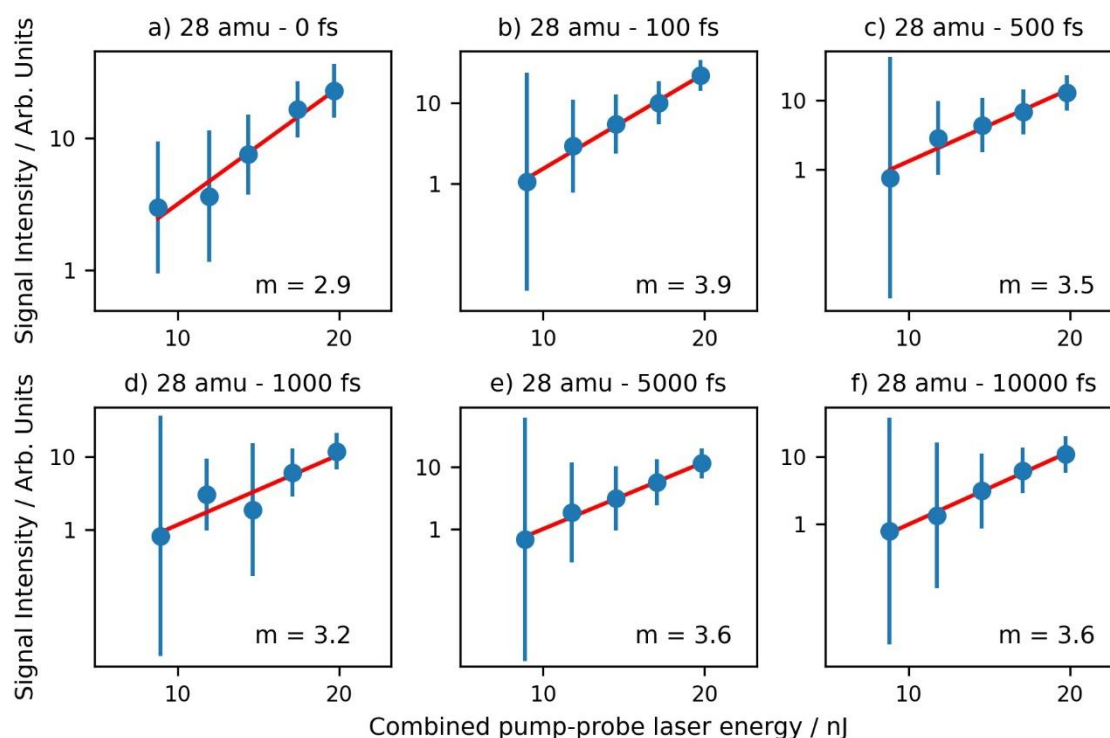 a) 28 amu - 0 fs
b) 28 amu - 100 fs
c) 28 amu - 500 fs
Signal Intensity / Arb. Units
10
1
m = 2.9
10
20
10
1
m = 3.9
10
20
10
1
m = 3.5
10
20
d) 28 amu - 1000 fs
e) 28 amu - 5000 fs
f) 28 amu - 10000 fs
Signal Intensity / Arb. Units
10
1
m = 3.2
10
20
10
1
m = 3.6
10
20
10
1
m = 3.6
10
20
Combined pump-probe laser energy / nJ